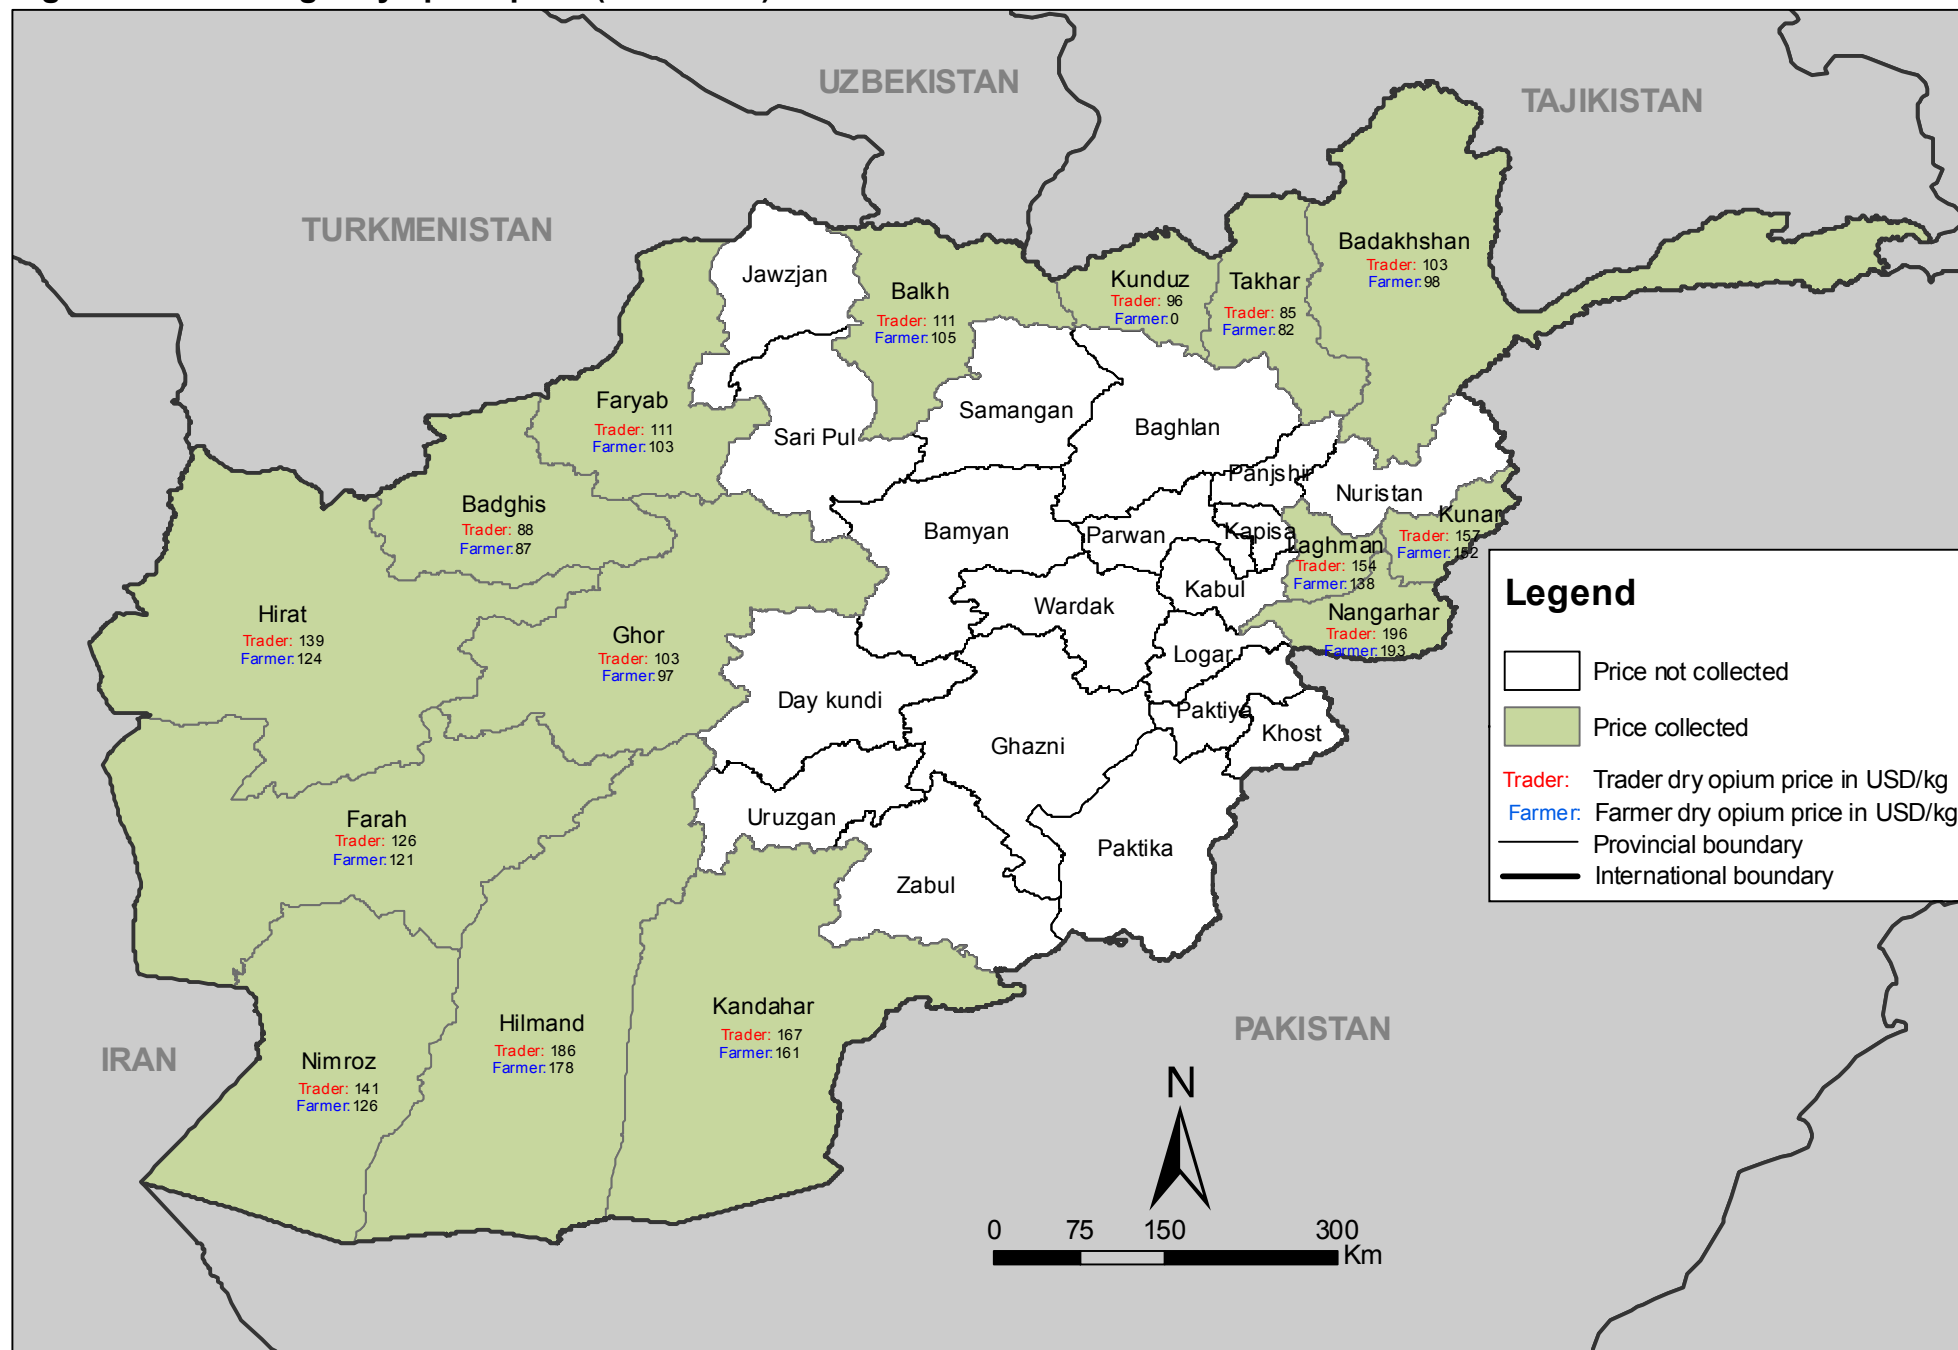 UZBEKISTAN
TAJIKISTAN
TURKMENISTAN
Badakhshan
Trader: 103
Farmer: 98
Jawzjan
Kunduz
Trader: 96
Farmer: 0
Takhar
Trader: 85
Farmer: 82
Balkh
Trader: 111
Farmer: 105
Faryab
Trader: 111
Farmer: 103
Samangan
Baghlan
Sari Pul
Panjshir
Nuristan
Badghis
Trader: 88
Farmer: 87
Kunar
Trader: 157
Farmer: 152
Bamyan
Parwan
Kapisa
Laghman
Trader: 154
Farmer: 138
Kabul
Wardak
Hirat
Trader: 139
Farmer: 124
Nangarhar
Trader: 196
Farmer: 193
Ghor
Trader: 103
Farmer: 97
Logar
Day kundi
Paktiya
Khost
Ghazni
Farah
Trader: 126
Farmer: 121
Uruzgan
Paktika
Zabul
Kandahar
Trader: 167
Farmer: 161
Hilmand
Trader: 186
Farmer: 178
Nimroz
Trader: 141
Farmer: 126
IRAN
PAKISTAN
Legend
Price not collected
Price collected
Trader: Trader dry opium price in USD/kg
Farmer: Farmer dry opium price in USD/kg
Provincial boundary
International boundary
N
0 75 150 300
Km